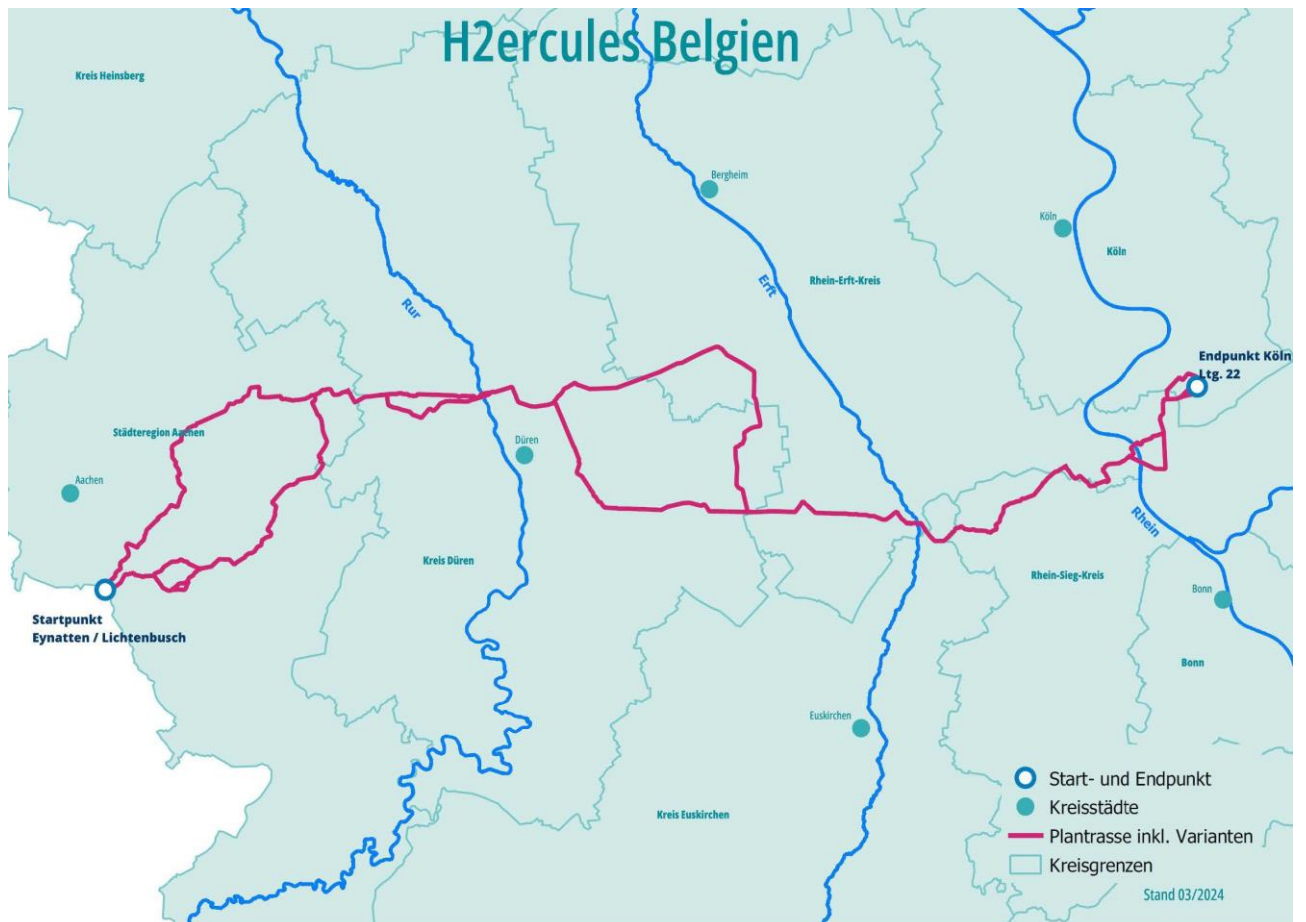 H2ercules Belgien
Kreis Heinsberg
Bergheim
Köln
Köln
Rhein-Erft-Kreis
Erft
Rur
Endpunkt Köln
Ltg. 22
Städteregion Aachen
Düren
Aachen
Rhein
Kreis Düren
Rhein-Sieg-Kreis
Bonn
Startpunkt
Eynatten / Lichtenbusch
Bonn
Euskirchen
Kreis Euskirchen
Start- und Endpunkt
Kreisstädte
Plantrasse inkl. Varianten
Kreisgrenzen
Stand 03/2024